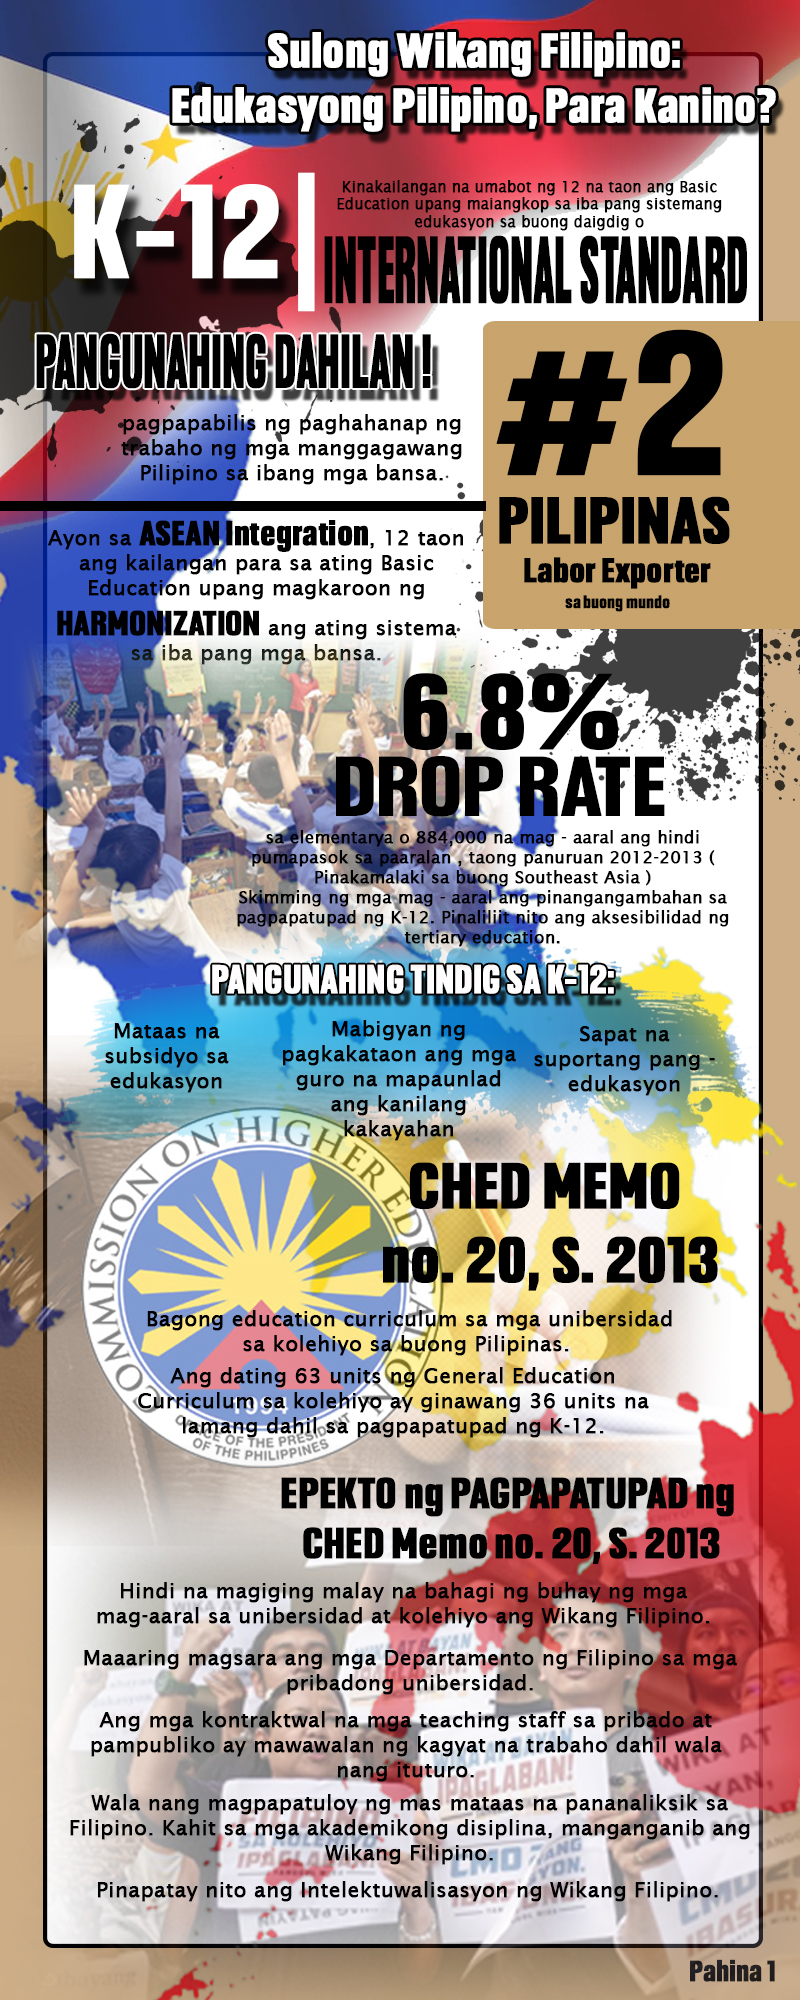 Sulong Wikang Filipino:
Edukasyong Pilipino, Para Kanino?
K-12
Kinakailangan na umabot ng 12 na taon ang Basic
Education upang maiangkop sa iba pang sistemang
edukasyon sa buong daigdig o
INTERNATIONAL STANDARD
PANGUNAHING DAHILAN !
pagpapabilis ng paghahanap ng
trabaho ng mga manggagawang
Pilipino sa ibang mga bansa.
#2
PILIPINAS
Labor Exporter
sa buong mundo
Ayon sa ASEAN Integration, 12 taon
ang kailangan para sa ating Basic
Education upang magkaroon ng
HARMONIZATION ang ating sistema
sa iba pang mga bansa.
6.8%
DROP RATE
sa elementarya o 884,000 na mag - aaral ang hindi
pumapasok sa paaralan , taong panuruan 2012-2013 (
Pinakamalaki sa buong Southeast Asia )
Skimming ng mga mag - aaral ang pinangangambahan sa
pagpapatupad ng K-12. Pinaliliit nito ang aksesibilidad ng
tertiary education.
PANGUNAHING TINDIG SA K-12:
Mataas na
subsidyo sa
edukasyon
Mabigyan ng
pagkakataon ang mga
guro na mapaunlad
ang kanilang
kakayahan
Sapat na
suportang pang -
edukasyon
COMMISSION ON HIGHER EDUCATION
1994
OFFICE OF THE PRESIDENT
OF THE PHILIPPINES
CHED MEMO
no. 20, S. 2013
Bagong education curriculum sa mga unibersidad
sa kolehiyo sa buong Pilipinas.
Ang dating 63 units ng General Education
Curriculum sa kolehiyo ay ginawang 36 units na
lamang dahil sa pagpapatupad ng K-12.
EPEKTO ng PAGPAPATUPAD ng
CHED Memo no. 20, S. 2013
Hindi na magiging malay na bahagi ng buhay ng mga
mag-aaral sa unibersidad at kolehiyo ang Wikang Filipino.
Maaaring magsara ang mga Departamento ng Filipino sa mga
pribadong unibersidad.
Ang mga kontraktwal na mga teaching staff sa pribado at
pampubliko ay mawawalan ng kagyat na trabaho dahil wala
nang ituturo.
Wala nang magpapatuloy ng mas mataas na pananaliksik sa
Filipino. Kahit sa mga akademikong disiplina, manganganib ang
Wikang Filipino.
Pinapatay nito ang Intelektuwalisasyon ng Wikang Filipino.
Pahina 1